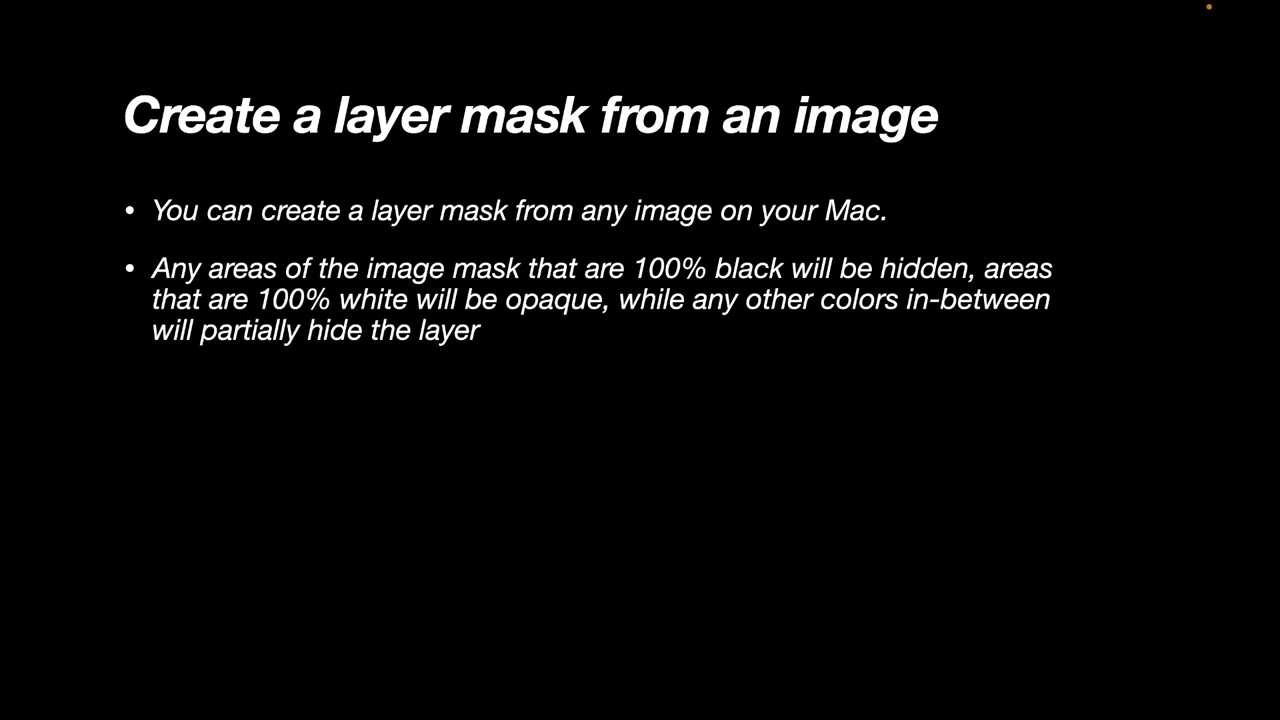 Create a layer mask from an image
• You can create a layer mask from any image on your Mac.
• Any areas of the image mask that are 100% black will be hidden, areas
that are 100% white will be opaque, while any other colors in-between
will partially hide the layer